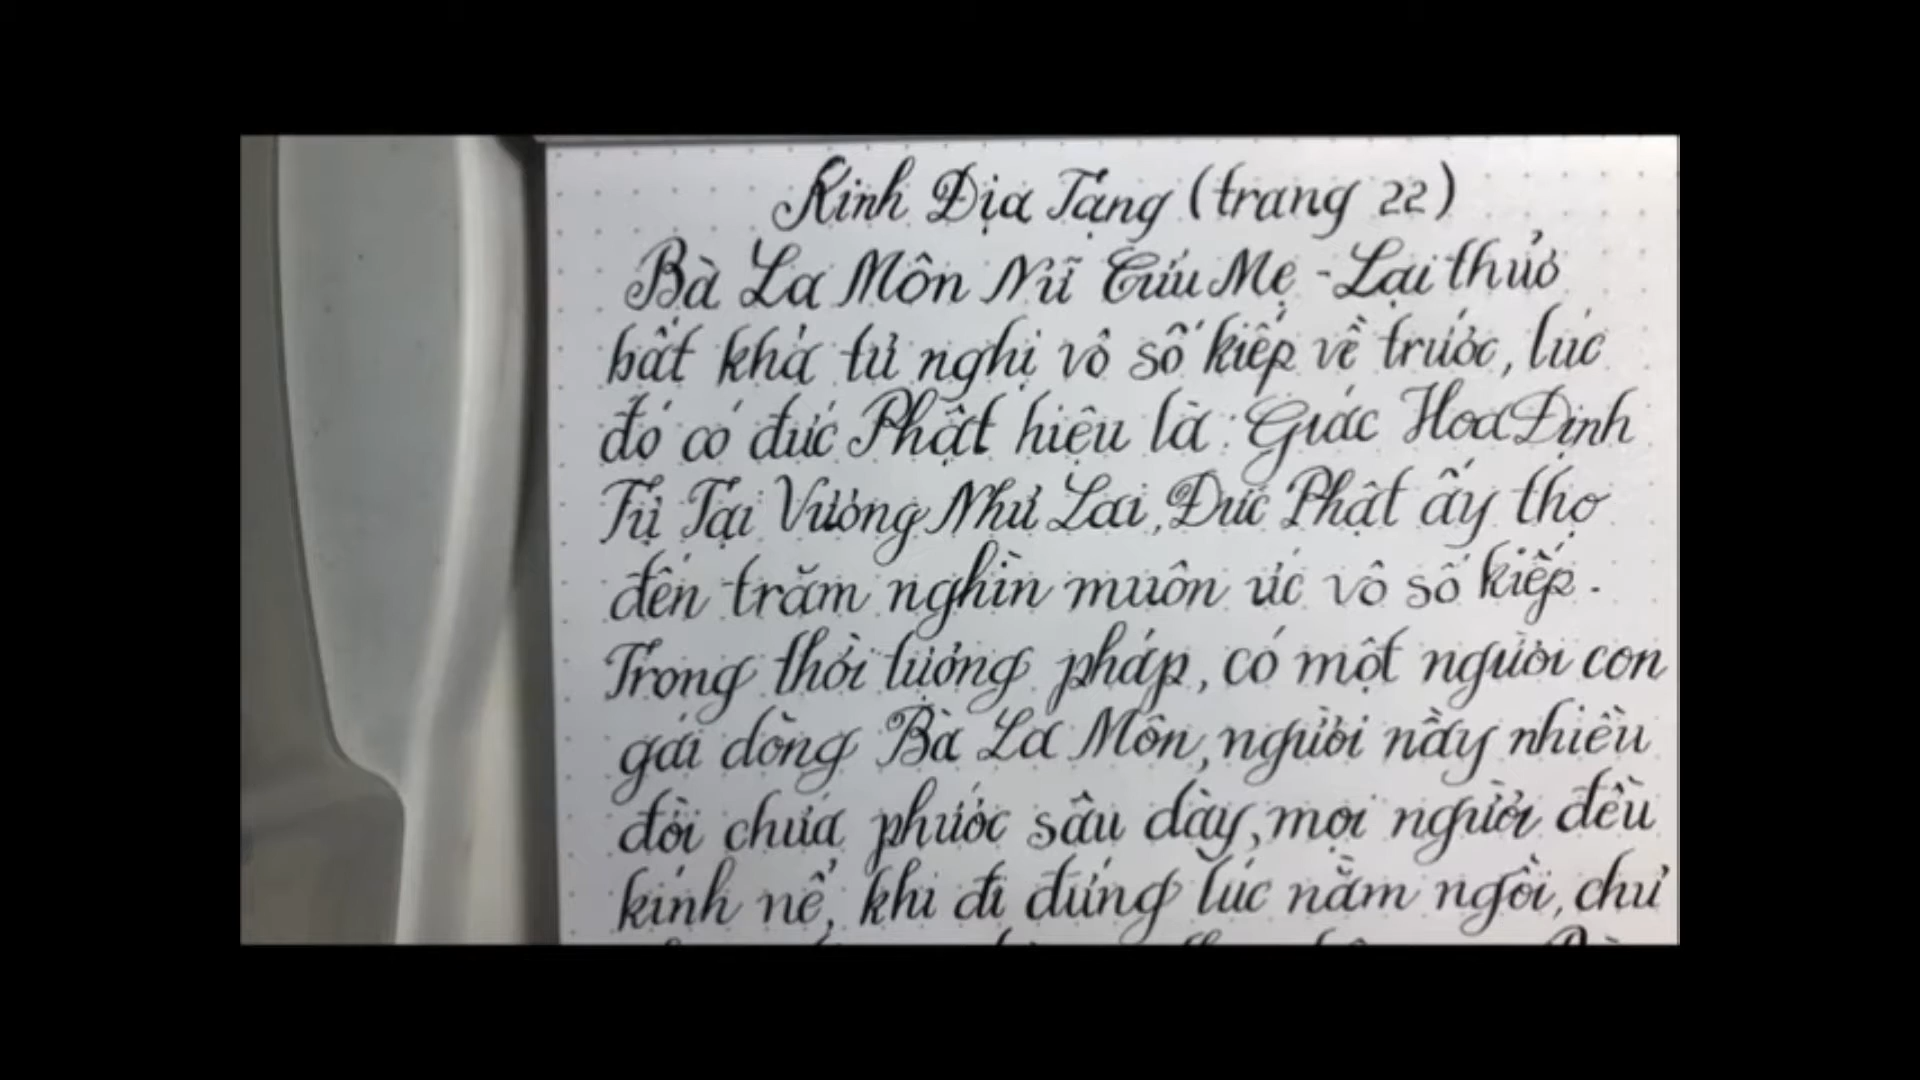 Kinh Địa Tạng (trang 22)
Bà La Môn Nữ Cứu Mẹ - Lại thuở
bất khả tư nghị vô số kiếp về trước, lúc
đó có đức Phật hiệu là: Giác Hoa Định
Tự Tại Vương Như Lai, Đức Phật ấy thọ
đến trăm nghìn muôn ức vô số kiếp.
Trong thời tượng pháp, có một người con
gái dòng Bà La Môn, người nầy nhiều
đời chứa phước sâu dày, mọi người đều
kính nể, khi đi đứng lúc nằm ngồi, chư